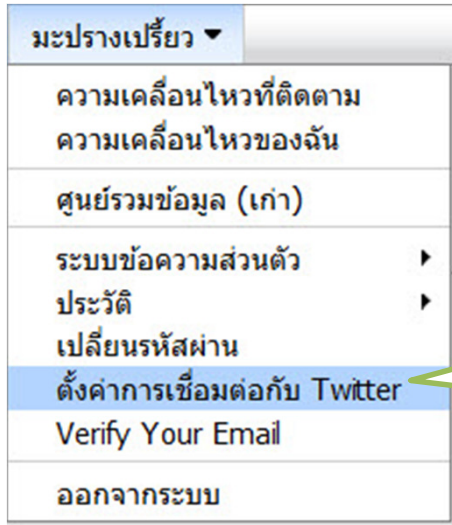 มะปรางเปรี้ยว
ความเคลื่อนไหวที่ติดตาม
ความเคลื่อนไหวของฉัน
ศูนย์รวมข้อมูล (เก่า)
ระบบข้อความส่วนตัว
ประวัติ
เปลี่ยนรหัสผ่าน
ตั้งค่าการเชื่อมต่อกับ Twitter
Verify Your Email
ออกจากระบบ